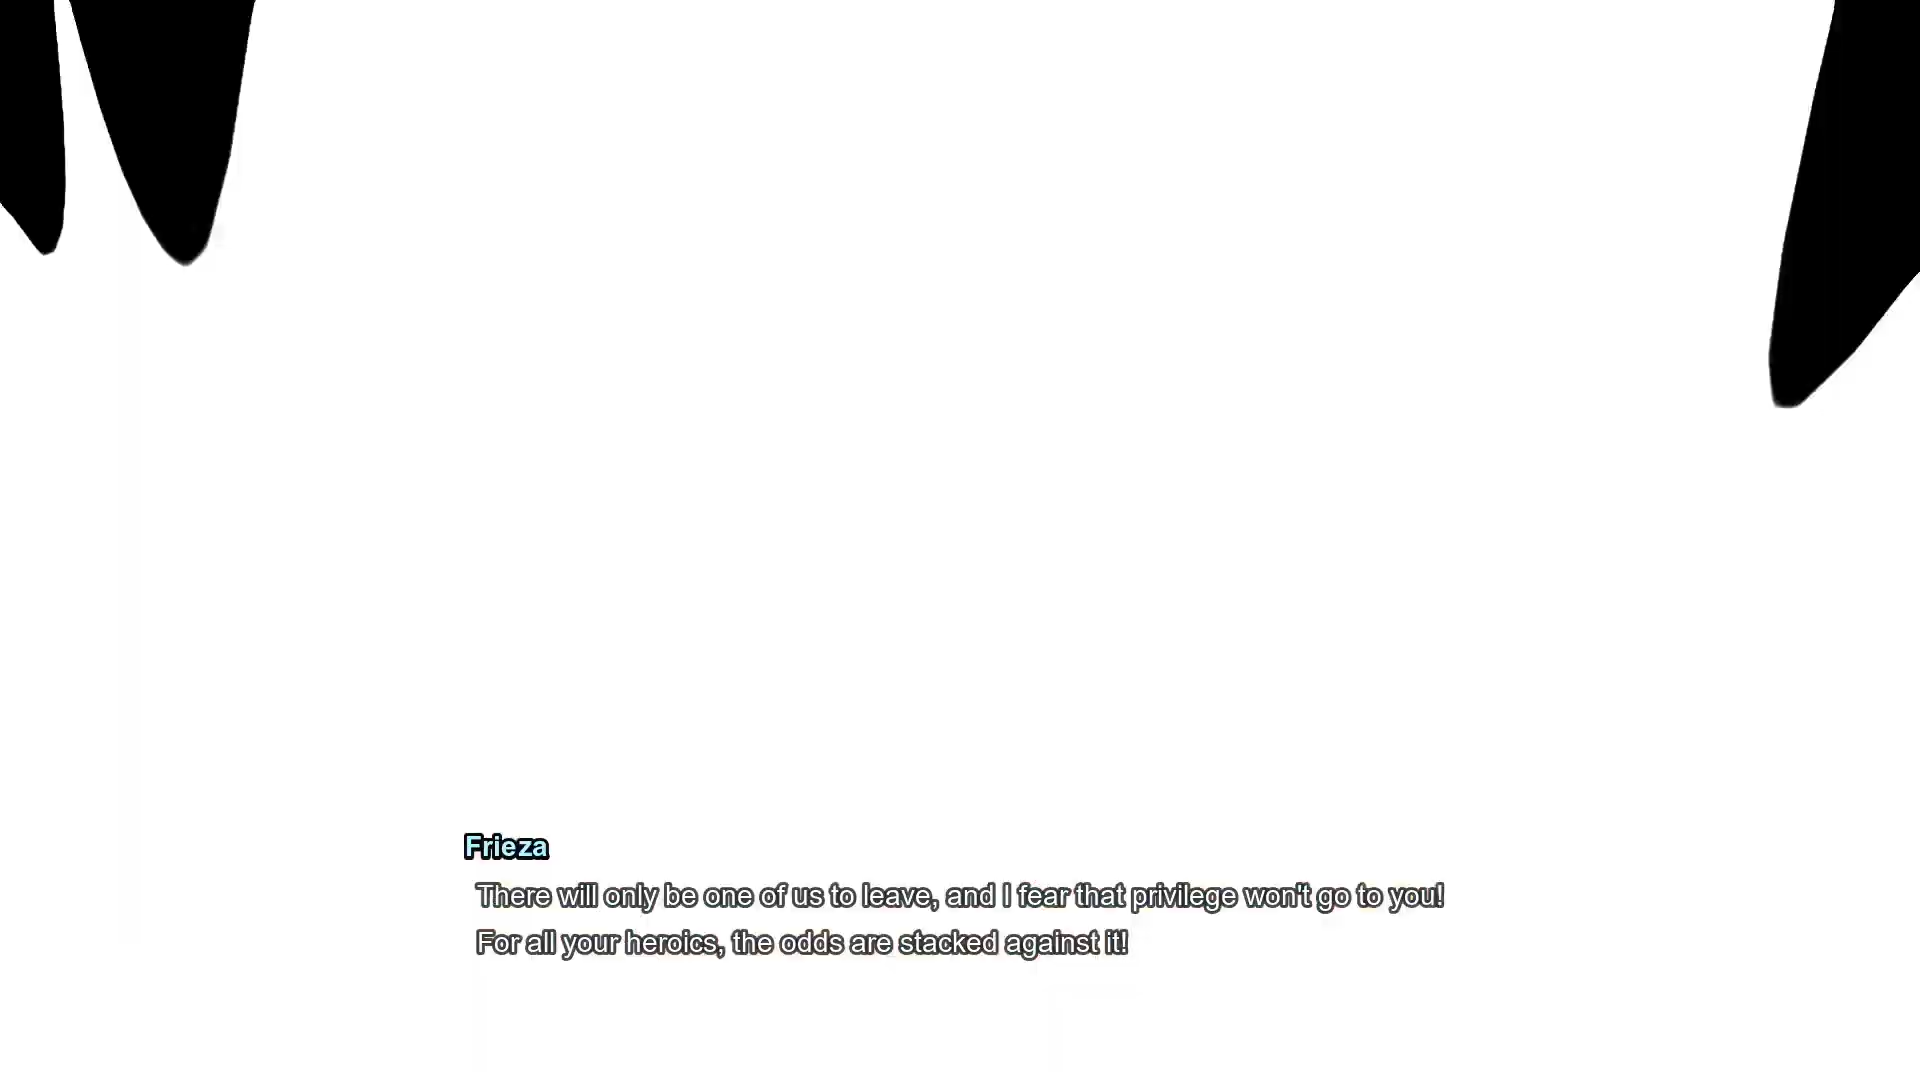 Frieza
There will only be one of us to leave, and I fear that privilege won't go to you!
For all your heroics, the odds are stacked against it!